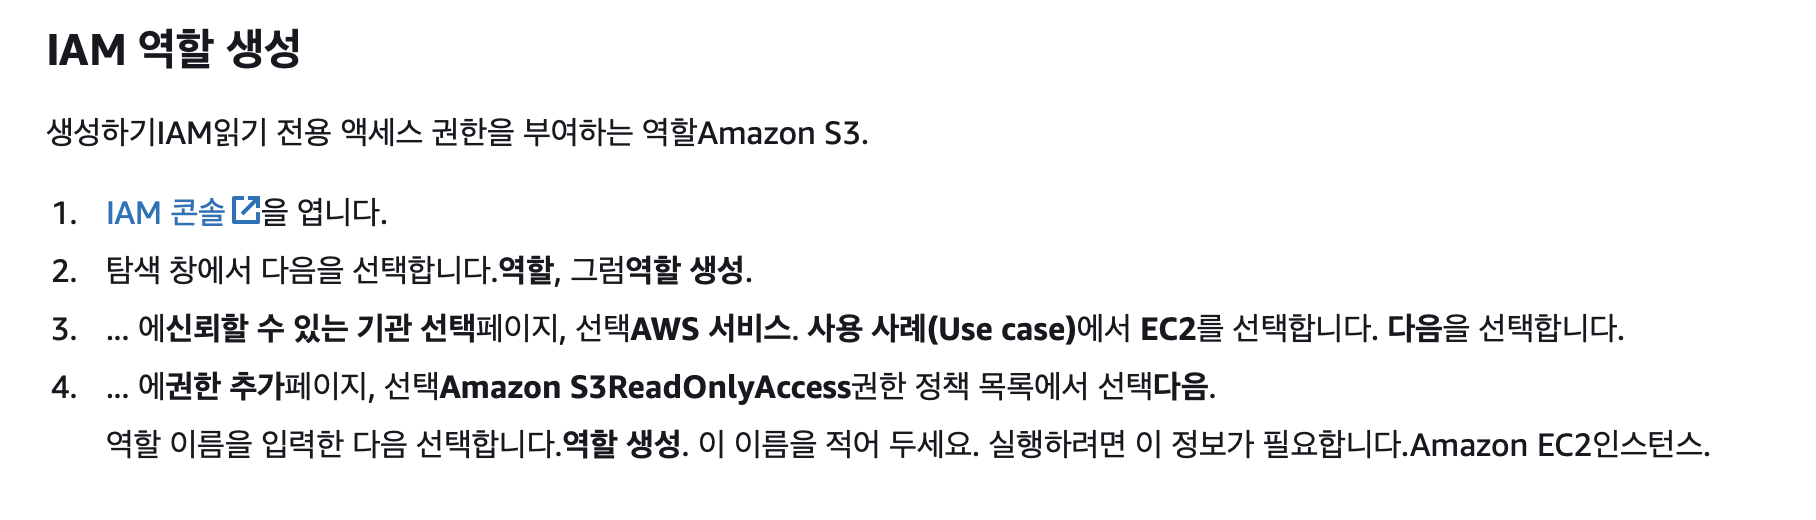 IAM 역할 생성
생성하기IAM읽기 전용 액세스 권한을 부여하는 역할Amazon S3.
1. IAM 콘솔을 엽니다.
2. 탐색 창에서 다음을 선택합니다.역할, 그럼역할 생성.
3. ... 에신뢰할 수 있는 기관 선택페이지, 선택AWS 서비스. 사용 사례(Use case)에서 EC2를 선택합니다. 다음을 선택합니다.
4. ... 에권한 추가페이지, 선택Amazon S3ReadOnlyAccess권한 정책 목록에서 선택다음.
역할 이름을 입력한 다음 선택합니다.역할 생성. 이 이름을 적어 두세요. 실행하려면 이 정보가 필요합니다.Amazon EC2인스턴스.